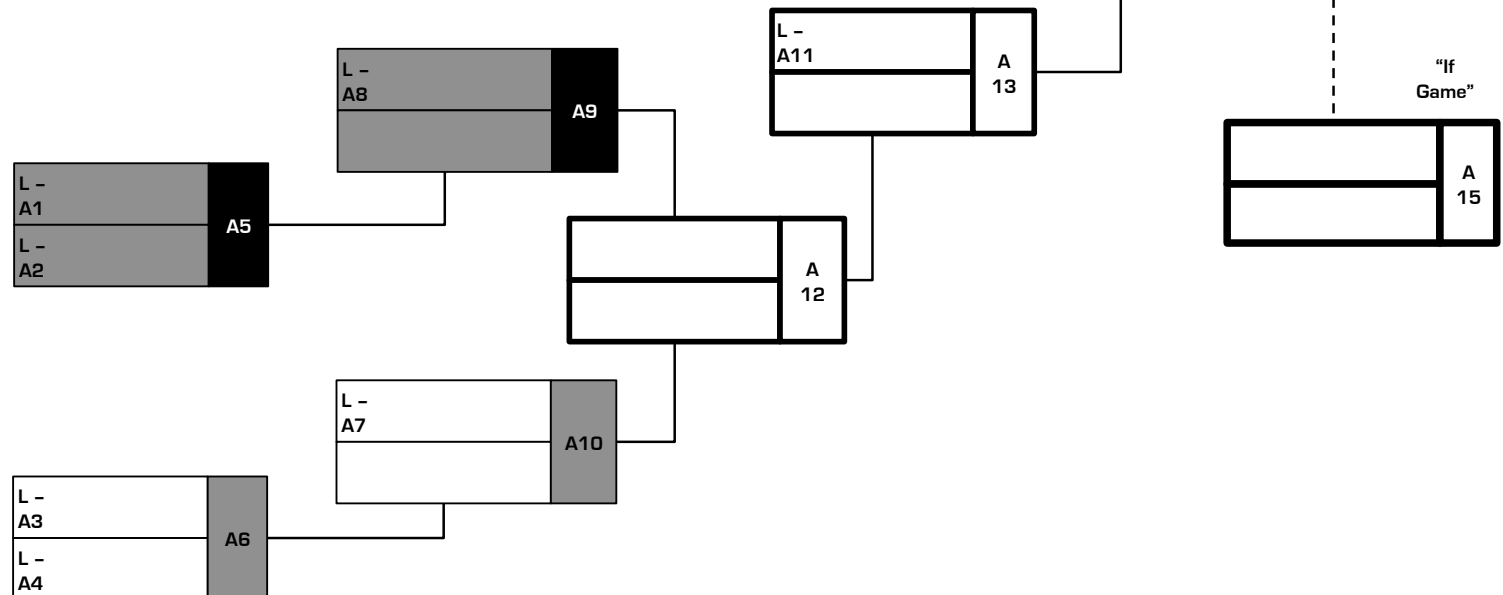 L –
A11
A
13
"If
Game"
L –
A8
A9
A
15
L –
A1
A5
L –
A2
A
12
L –
A7
A10
L –
A3
A6
L –
A4